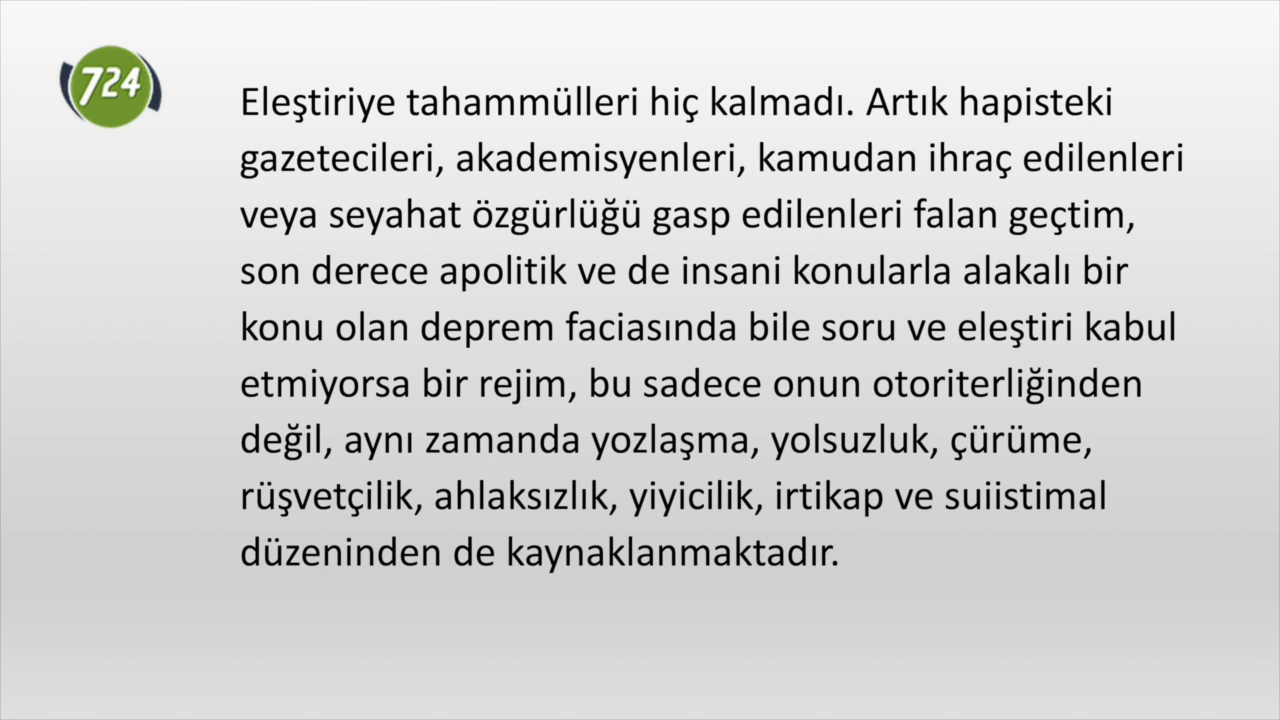 724
Eleştiriye tahammülleri hiç kalmadı. Artık hapisteki
gazetecileri, akademisyenleri, kamudan ihraç edilenleri
veya seyahat özgürlüğü gasp edilenleri falan geçtim,
son derece apolitik ve de insani konularla alakalı bir
konu olan deprem faciasında bile soru ve eleştiri kabul
etmiyorsa bir rejim, bu sadece onun otoriterliğinden
değil, aynı zamanda yozlaşma, yolsuzluk, çürüme,
rüşvetçilik, ahlaksızlık, yiyicilik, irtikap ve suiistimal
düzeninden de kaynaklanmaktadır.